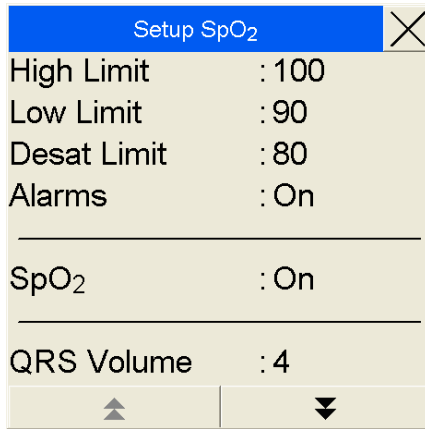 Setup SpO₂
High Limit : 100
Low Limit : 90
Desat Limit : 80
Alarms : On
SpO₂ : On
QRS Volume : 4